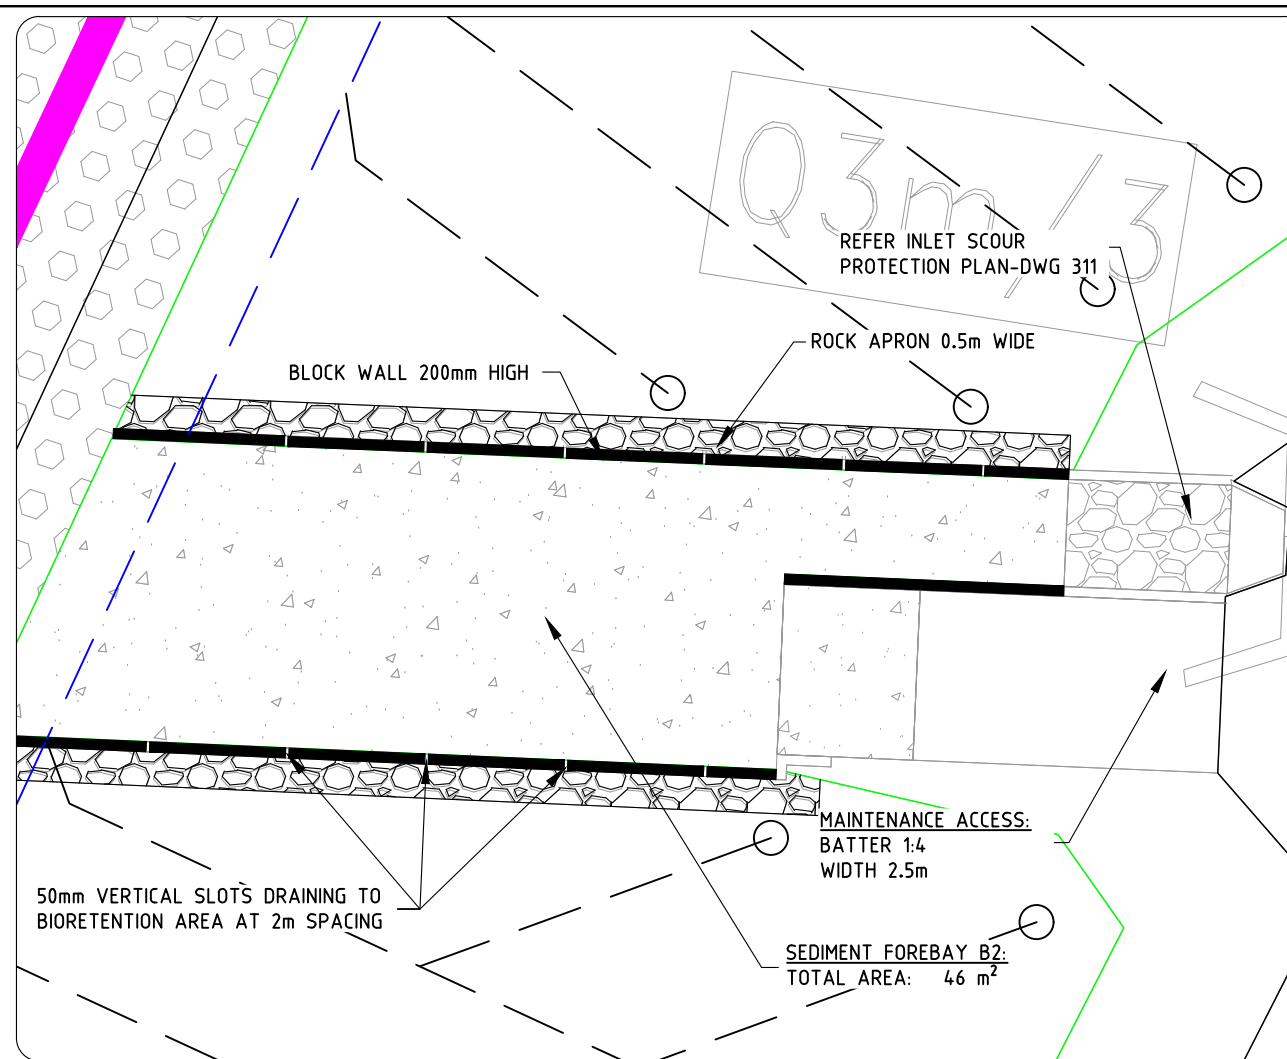 Q3m/3
REFER INLET SCOUR
PROTECTION PLAN-DWG 311
ROCK APRON 0.5m WIDE
BLOCK WALL 200mm HIGH
MAINTENANCE ACCESS:
BATTER 1:4
WIDTH 2.5m
50mm VERTICAL SLOTS DRAINING TO
BIORETENTION AREA AT 2m SPACING
SEDIMENT FOREBAY B2:
TOTAL AREA: 46 m²